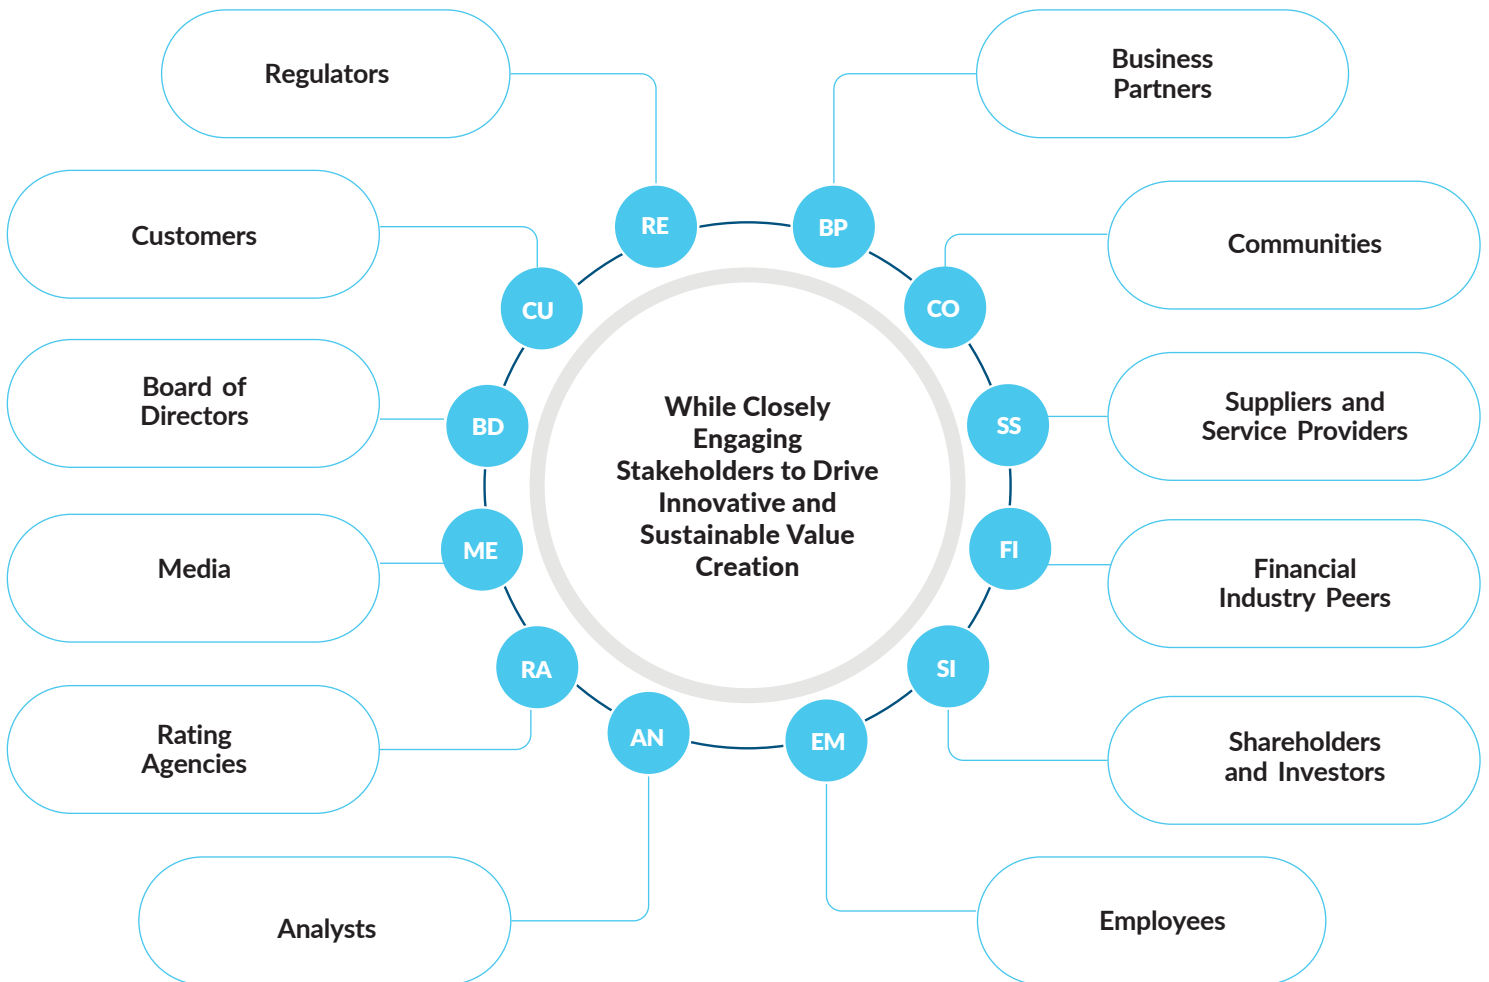 Regulators
Business
Partners
Customers
Communities
Board of
Directors
Suppliers and
Service Providers
Media
Financial
Industry Peers
Rating
Agencies
Shareholders
and Investors
Analysts
Employees
RE
BP
CU
CO
BD
SS
ME
FI
RA
SI
AN
EM
While Closely
Engaging
Stakeholders to Drive
Innovative and
Sustainable Value
Creation